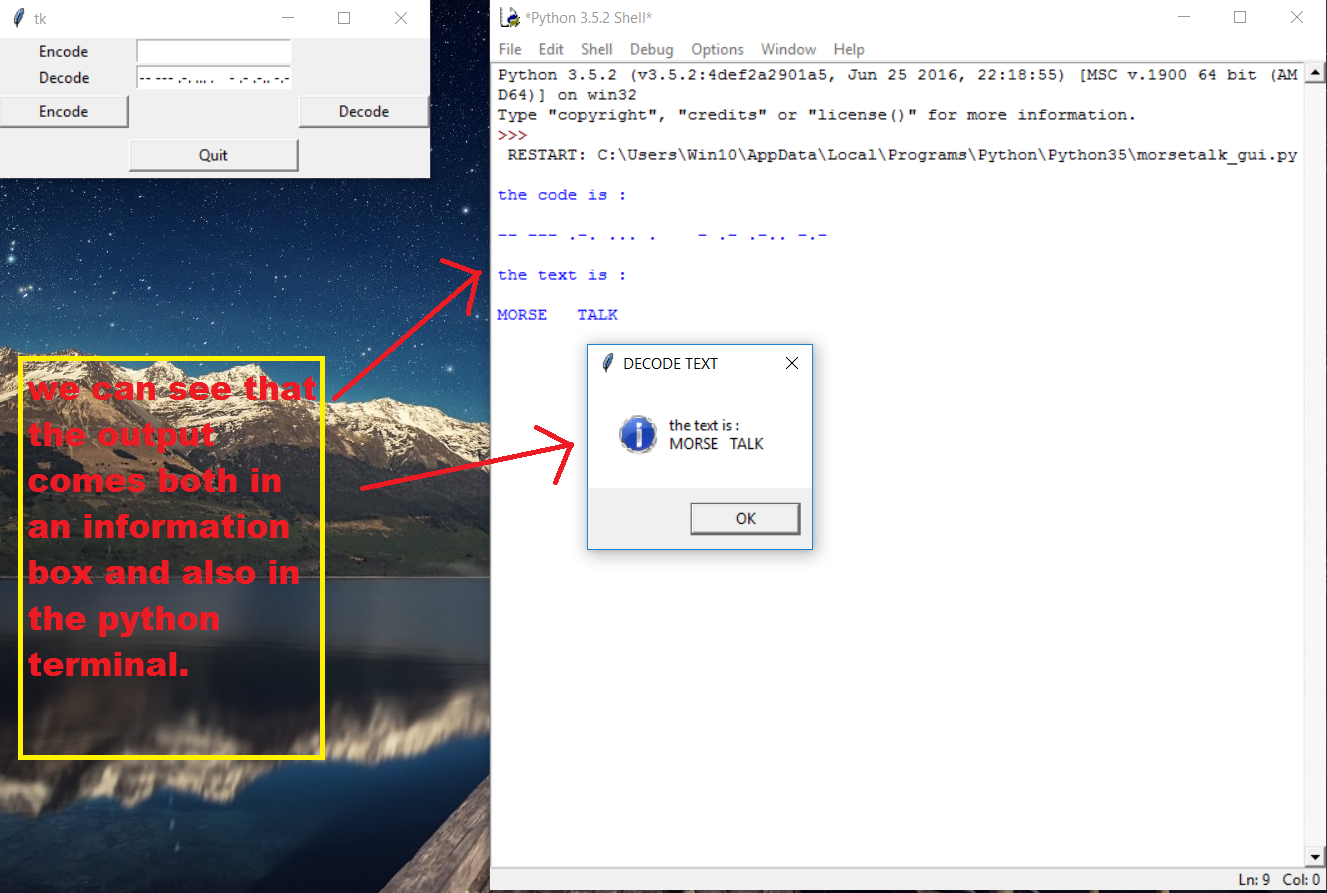 tk
Encode
Decode
-- --- .-. ... .    - .- .-.. -.-
Encode
Decode
Quit
we can see that
the output
comes both in
an information
box and also in
the python
terminal.
*Python 3.5.2 Shell*
File Edit Shell Debug Options Window Help
Python 3.5.2 (v3.5.2:4def2a2901a5, Jun 25 2016, 22:18:55) [MSC v.1900 64 bit (AM
D64)] on win32
Type "copyright", "credits" or "license()" for more information.
>>>
RESTART: C:\Users\Win10\AppData\Local\Programs\Python\Python35\morsetalk_gui.py
the code is :
-- --- .-. ... .    - .- .-.. -.-
the text is :
MORSE   TALK
DECODE TEXT
the text is :
MORSE   TALK
OK
Ln: 9 Col: 0